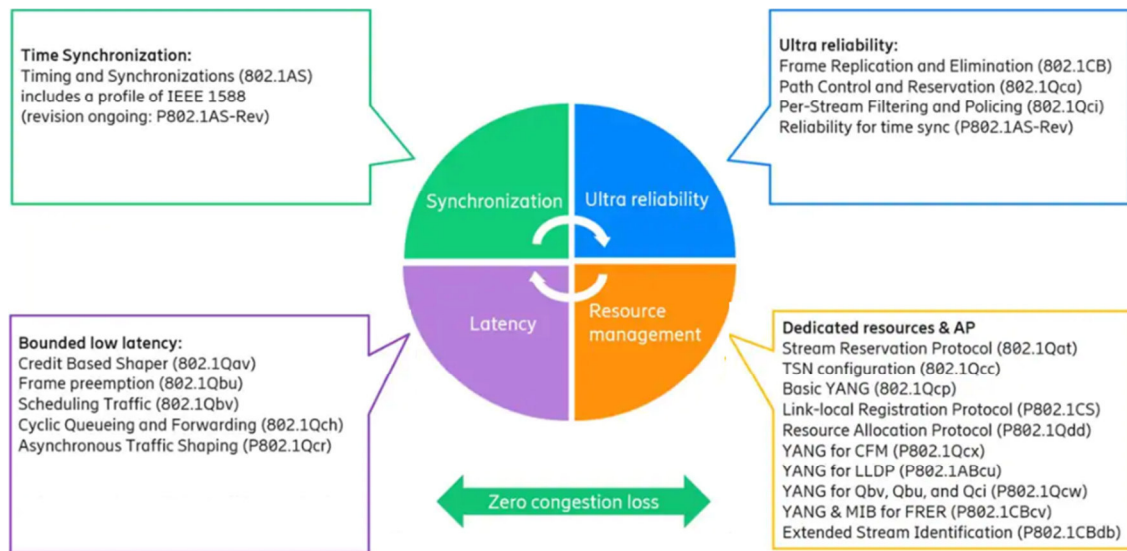 Time Synchronization:
Timing and Synchronizations (802.1AS)
includes a profile of IEEE 1588
(revision ongoing: P802.1AS-Rev)
Ultra reliability:
Frame Replication and Elimination (802.1CB)
Path Control and Reservation (802.1Qca)
Per-Stream Filtering and Policing (802.1Qci)
Reliability for time sync (P802.1AS-Rev)
Synchronization
Ultra reliability
Latency
Resource
management
Bounded low latency:
Credit Based Shaper (802.1Qav)
Frame preemption (802.1Qbu)
Scheduling Traffic (802.1Qbv)
Cyclic Queueing and Forwarding (802.1Qch)
Asynchronous Traffic Shaping (P802.1Qcr)
Dedicated resources & AP
Stream Reservation Protocol (802.1Qat)
TSN configuration (802.1Qcc)
Basic YANG (802.1Qcp)
Link-local Registration Protocol (P802.1CS)
Resource Allocation Protocol (P802.1Qdd)
YANG for CFM (P802.1Qcx)
YANG for LLDP (P802.1ABcu)
YANG for Qbv, Qbu, and Qci (P802.1Qcw)
YANG & MIB for FRER (P802.1CBcv)
Extended Stream Identification (P802.1CBdb)
Zero congestion loss